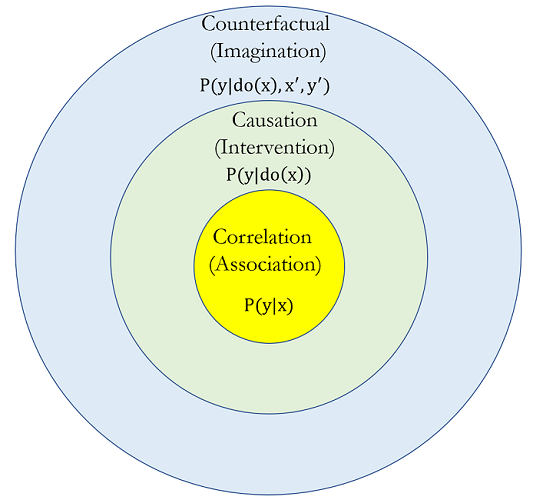 Counterfactual
(Imagination)
P(y|do(x), x′, y′)
Causation
(Intervention)
P(y|do(x))
Correlation
(Association)
P(y|x)